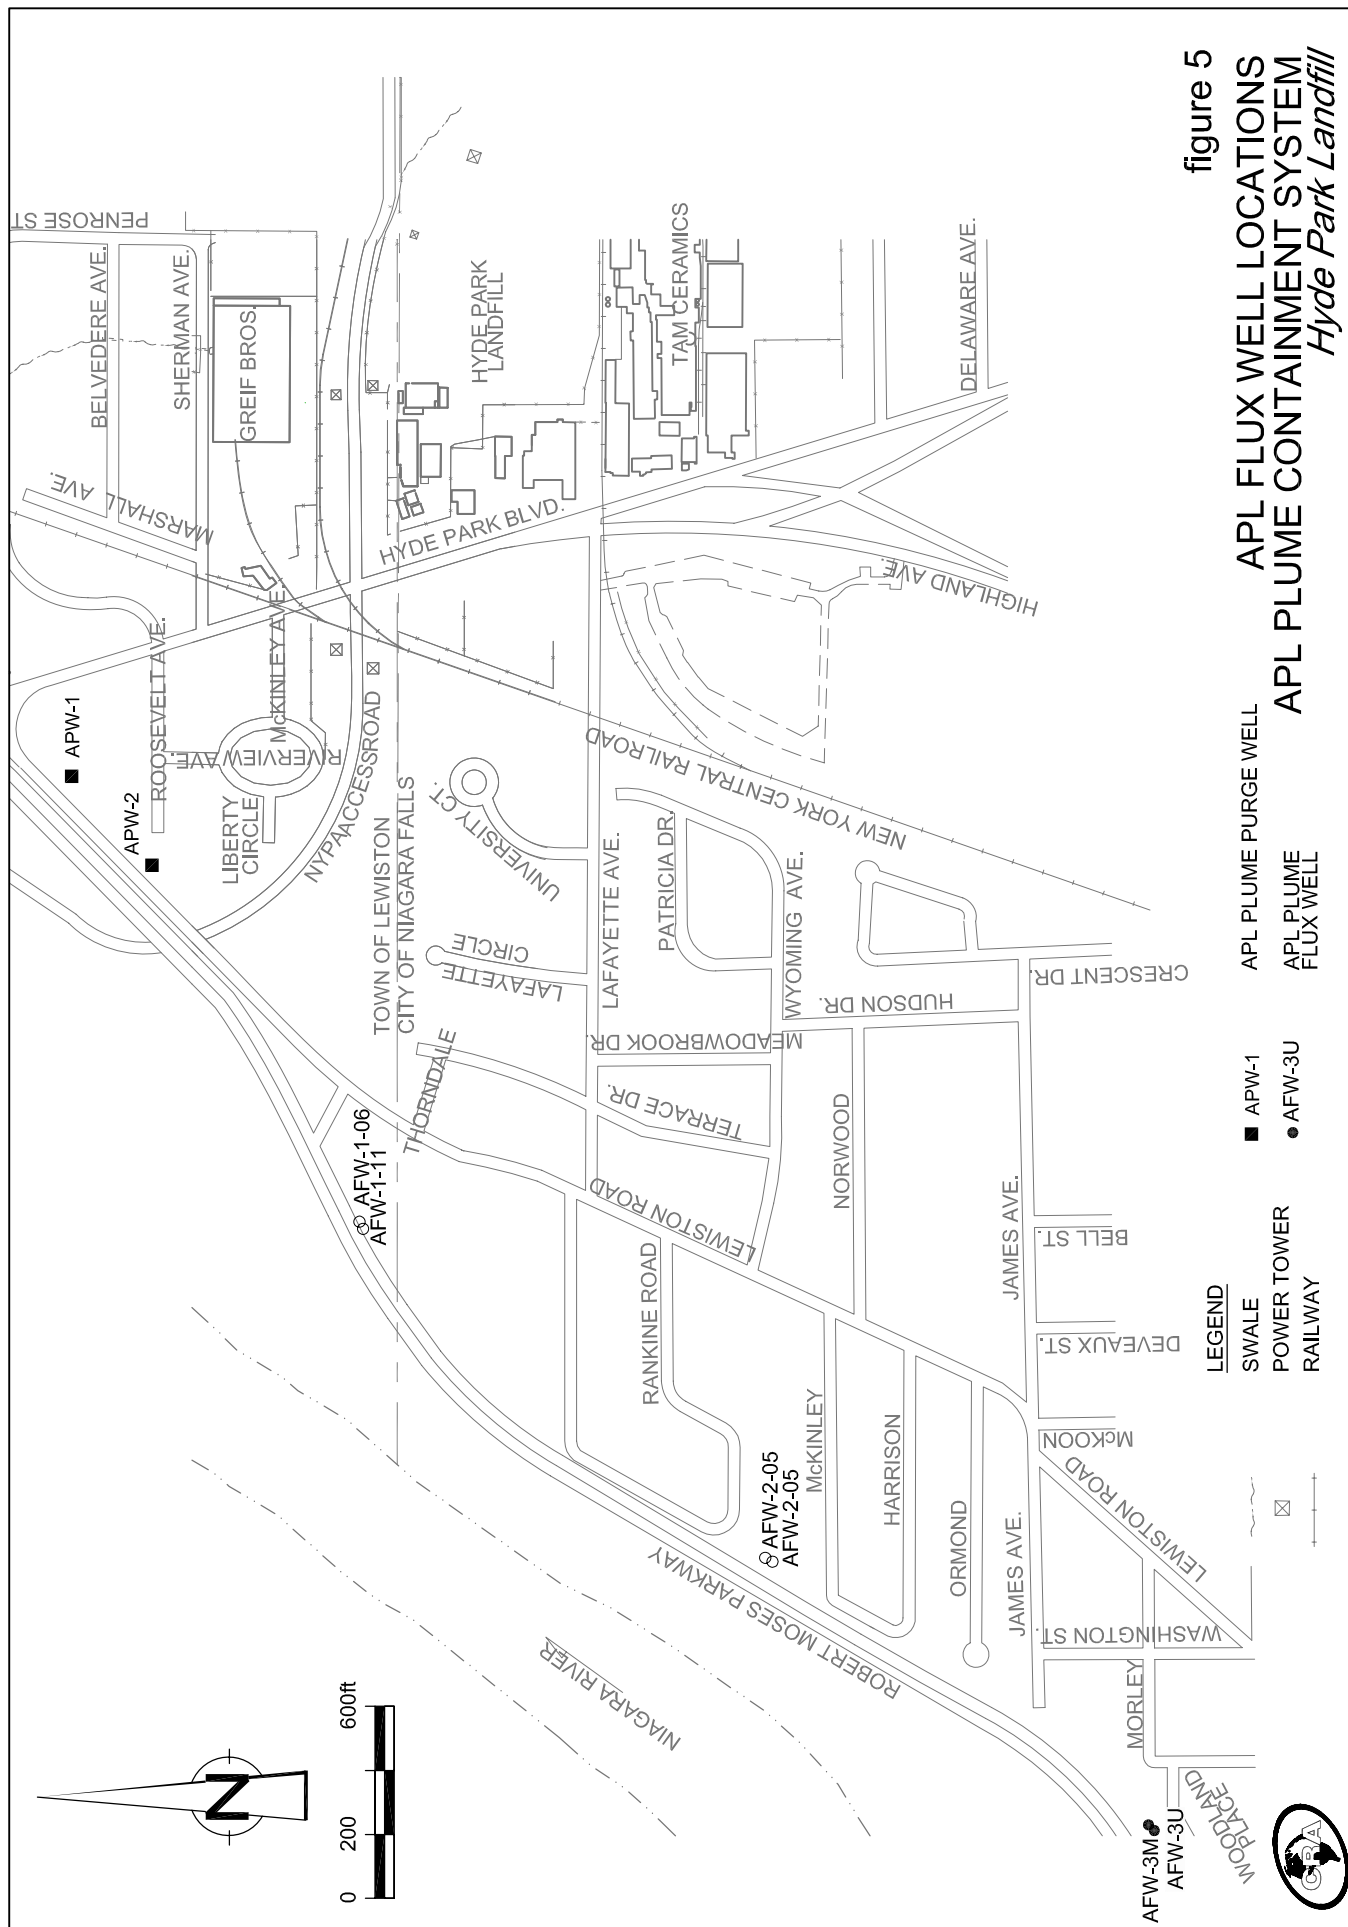 PENROSE ST
BELVEDERE AVE.
SHERMAN AVE.
GREIF BROS.
MARSHALL AVE.
HYDE PARK
LANDFILL
TAM CERAMICS
DELAWARE AVE.
HYDE PARK BLVD.
HIGHLAND AVE.
McKINLEY AVE.
ROOSEVELT AVE.
RIVERVIEW AVE.
LIBERTY
CIRCLE
NYPA ACCESS ROAD
APW-1
APW-2
TOWN OF LEWISTON
CITY OF NIAGARA FALLS
UNIVERSITY CT.
NEW YORK CENTRAL RAILROAD
LAFAYETTE AVE.
PATRICIA DR.
WYOMING AVE.
LAFAYETTE
CIRCLE
THORNDALE
MEADOWBROOK DR.
HUDSON DR.
CRESCENT DR.
TERRACE DR.
NORWOOD
JAMES AVE.
BELL ST.
DEVEAUX ST.
McKOON
LEWISTON ROAD
RANKINE ROAD
McKINLEY
HARRISON
ORMOND
JAMES AVE.
LEWISTON ROAD
WASHINGTON ST.
MORLEY
WOODLAND
PLACE
AFW-1-06
AFW-1-11
AFW-2-05
AFW-2-05
AFW-3M
AFW-3U
ROBERT MOSES PARKWAY
NIAGARA RIVER
N
0 200 600ft
CRA
LEGEND
SWALE
POWER TOWER
RAILWAY
APW-1 APL PLUME PURGE WELL
AFW-3U APL PLUME
FLUX WELL
figure 5
APL FLUX WELL LOCATIONS
APL PLUME CONTAINMENT SYSTEM
Hyde Park Landfill